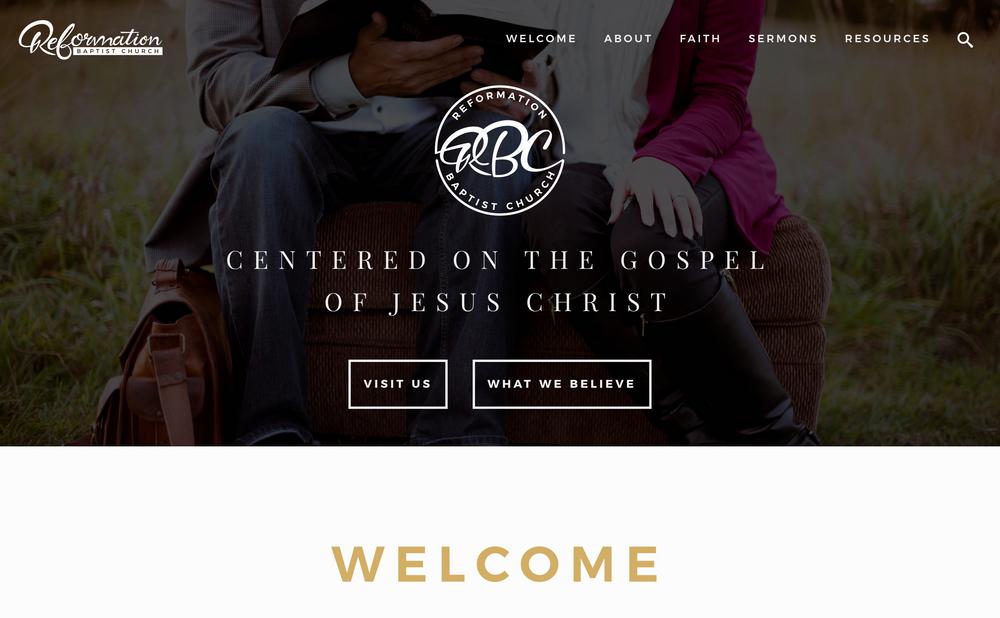 Reformation
BAPTIST CHURCH
WELCOME
ABOUT
FAITH
SERMONS
RESOURCES
REFORMATION
RBC
BAPTIST CHURCH
CENTERED ON THE GOSPEL
OF JESUS CHRIST
VISIT US
WHAT WE BELIEVE
WELCOME